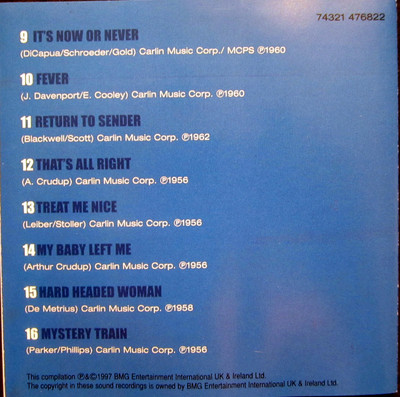 74321 476822
9 IT'S NOW OR NEVER
(DiCapua/Schroeder/Gold) Carlin Music Corp./ MCPS ℗1960
10 FEVER
(J. Davenport/E. Cooley) Carlin Music Corp. ℗1960
11 RETURN TO SENDER
(Blackwell/Scott) Carlin Music Corp. ℗1962
12 THAT'S ALL RIGHT
(A. Crudup) Carlin Music Corp. ℗1956
13 TREAT ME NICE
(Leiber/Stoller) Carlin Music Corp. ℗1956
14 MY BABY LEFT ME
(Arthur Crudup) Carlin Music Corp. ℗1956
15 HARD HEADED WOMAN
(De Metrius) Carlin Music Corp. ℗1958
16 MYSTERY TRAIN
(Parker/Phillips) Carlin Music Corp. ℗1956
This compilation ℗&©1997 BMG Entertainment International UK & Ireland Ltd.
The copyright in these sound recordings is owned by BMG Entertainment International UK & Ireland Ltd.